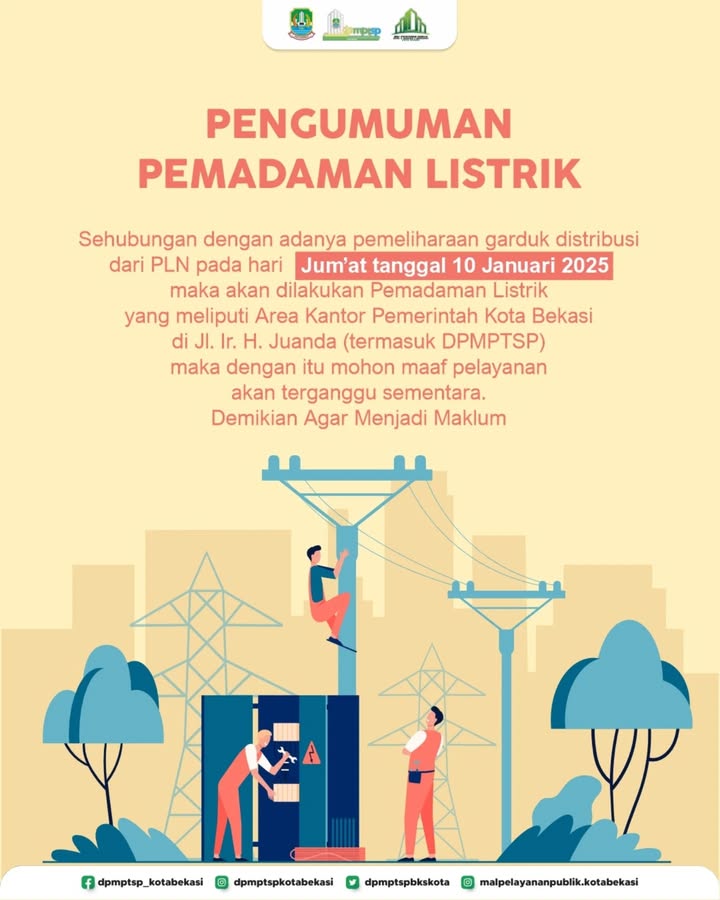 dpmptsp
PENGUMUMAN
PEMADAMAN LISTRIK
Sehubungan dengan adanya pemeliharaan garduk distribusi
dari PLN pada hari Jum'at tanggal 10 Januari 2025
maka akan dilakukan Pemadaman Listrik
yang meliputi Area Kantor Pemerintah Kota Bekasi
di Jl. Ir. H. Juanda (termasuk DPMPTSP)
maka dengan itu mohon maaf pelayanan
akan terganggu sementara.
Demikian Agar Menjadi Maklum
dpmptsp_kotabekasi dpmptspkotabekasi dpmptspbkskota malpelayananpublik.kotabekasi